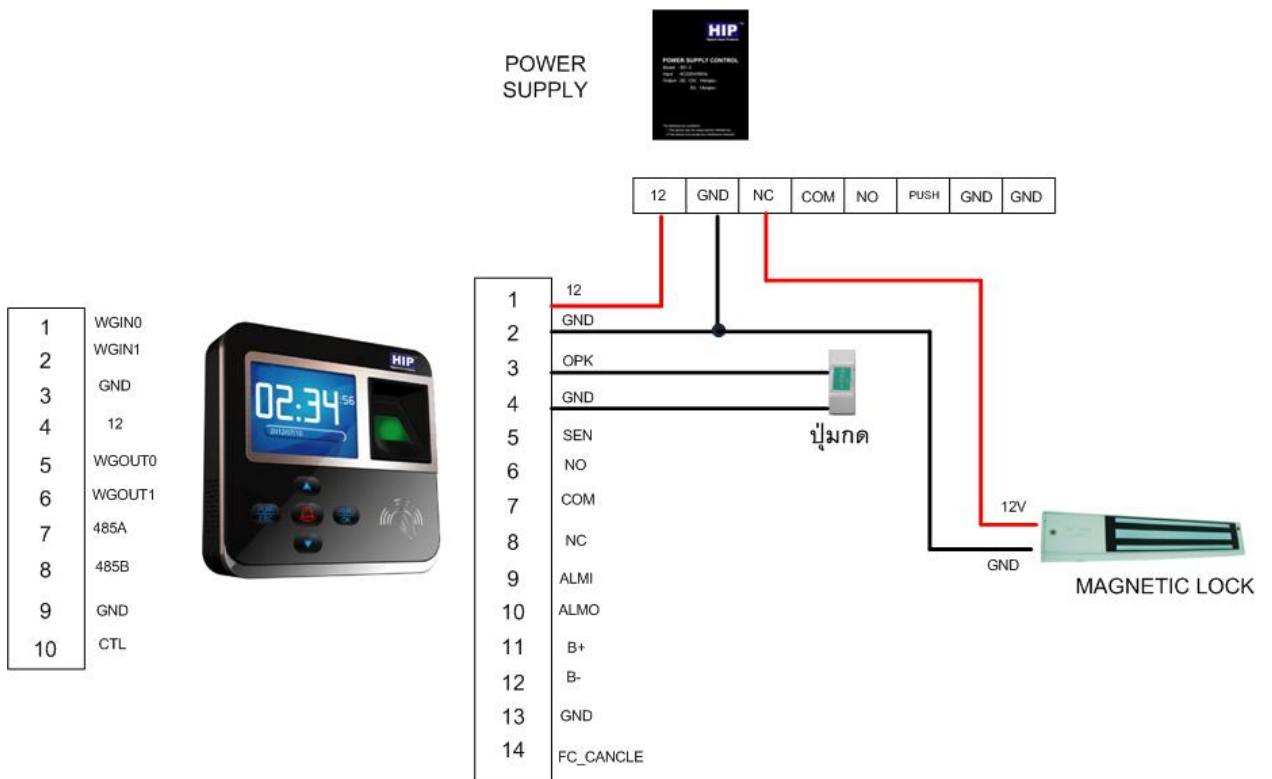 POWER
SUPPLY
HIP
POWER SUPPLY CONTROL
12 GND NC COM NO PUSH GND GND
1 WGIN0
2 WGIN1
3 GND
4 12
5 WGOUT0
6 WGOUT1
7 485A
8 485B
9 GND
10 CTL
HIP
02:34:56
1 12
2 GND
3 OPK
4 GND
5 SEN
6 NO
7 COM
8 NC
9 ALMI
10 ALMO
11 B+
12 B-
13 GND
14 FC_CANCLE
ปุ่มกด
12V
GND
MAGNETIC LOCK